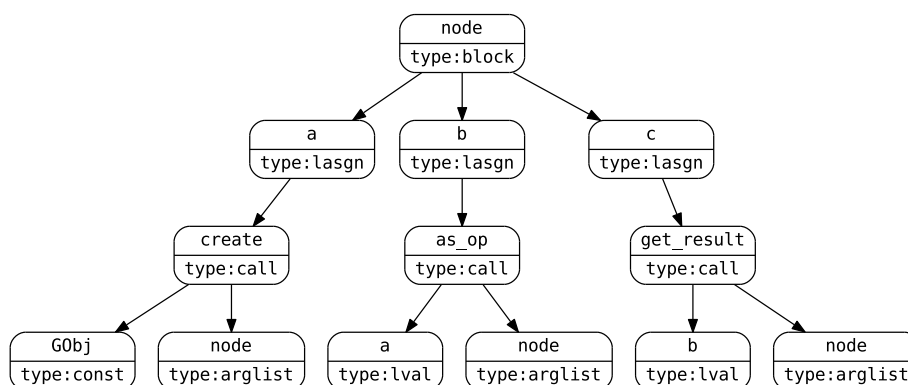 node
type:block
a
type:lasgn
b
type:lasgn
c
type:lasgn
create
type:call
as_op
type:call
get_result
type:call
GObj
type:const
node
type:arglist
a
type:lval
node
type:arglist
b
type:lval
node
type:arglist